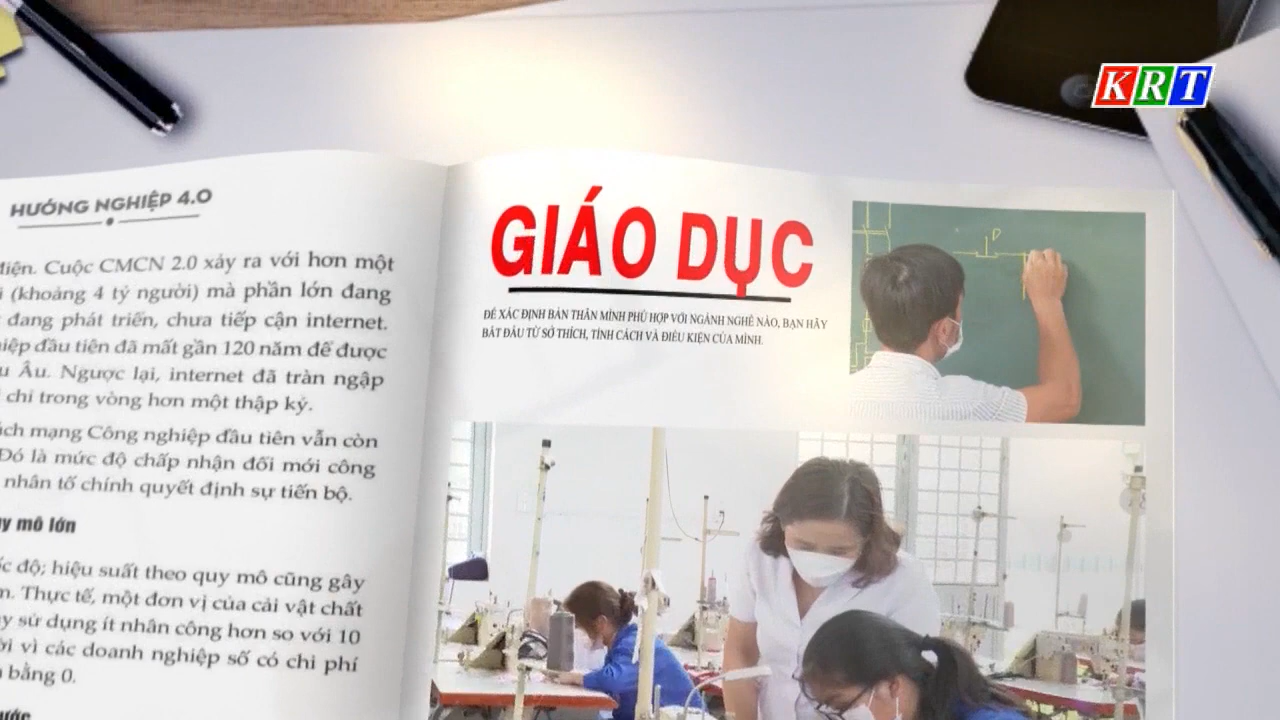 KRT
HƯỚNG NGHIỆP 4.0
điện. Cuộc CMCN 2.0 xảy ra với hơn một
(khoảng 4 tỷ người) mà phần lớn đang
đang phát triển, chưa tiếp cận internet.
đầu tiên đã mất gần 120 năm để được
Âu. Ngược lại, internet đã tràn ngập
chỉ trong vòng hơn một thập kỷ.
mạng Công nghiệp đầu tiên vẫn còn
Đó là mức độ chấp nhận đổi mới công
nhân tố chính quyết định sự tiến bộ.
mô lớn
độ; hiệu suất theo quy mô cũng gây
Thực tế, một đơn vị của cải vật chất
sử dụng ít nhân công hơn so với 10
vì các doanh nghiệp số có chi phí
bằng 0.
GIÁO DỤC
ĐỂ XÁC ĐỊNH BẢN THÂN MÌNH PHÙ HỢP VỚI NGÀNH NGHỀ NÀO, BẠN HÃY
BẮT ĐẦU TỪ SỞ THÍCH, TÍNH CÁCH VÀ ĐIỀU KIỆN CỦA MÌNH.
P